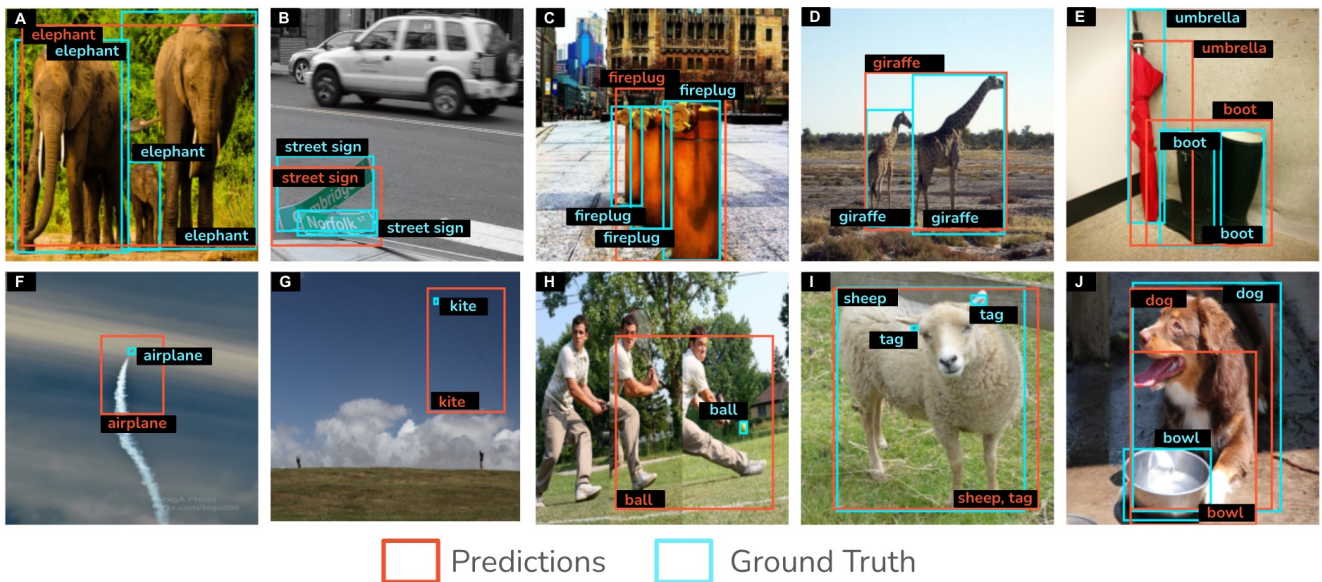 A
elephant
elephant
elephant
elephant
B
street sign
street sign
Norfolk ST
street sign
C
fireplug
fireplug
fireplug
fireplug
D
giraffe
giraffe
giraffe
E
umbrella
umbrella
boot
boot
boot
F
airplane
airplane
G
kite
kite
H
ball
ball
I
sheep
tag
tag
sheep, tag
J
dog
dog
bowl
bowl
Predictions
Ground Truth